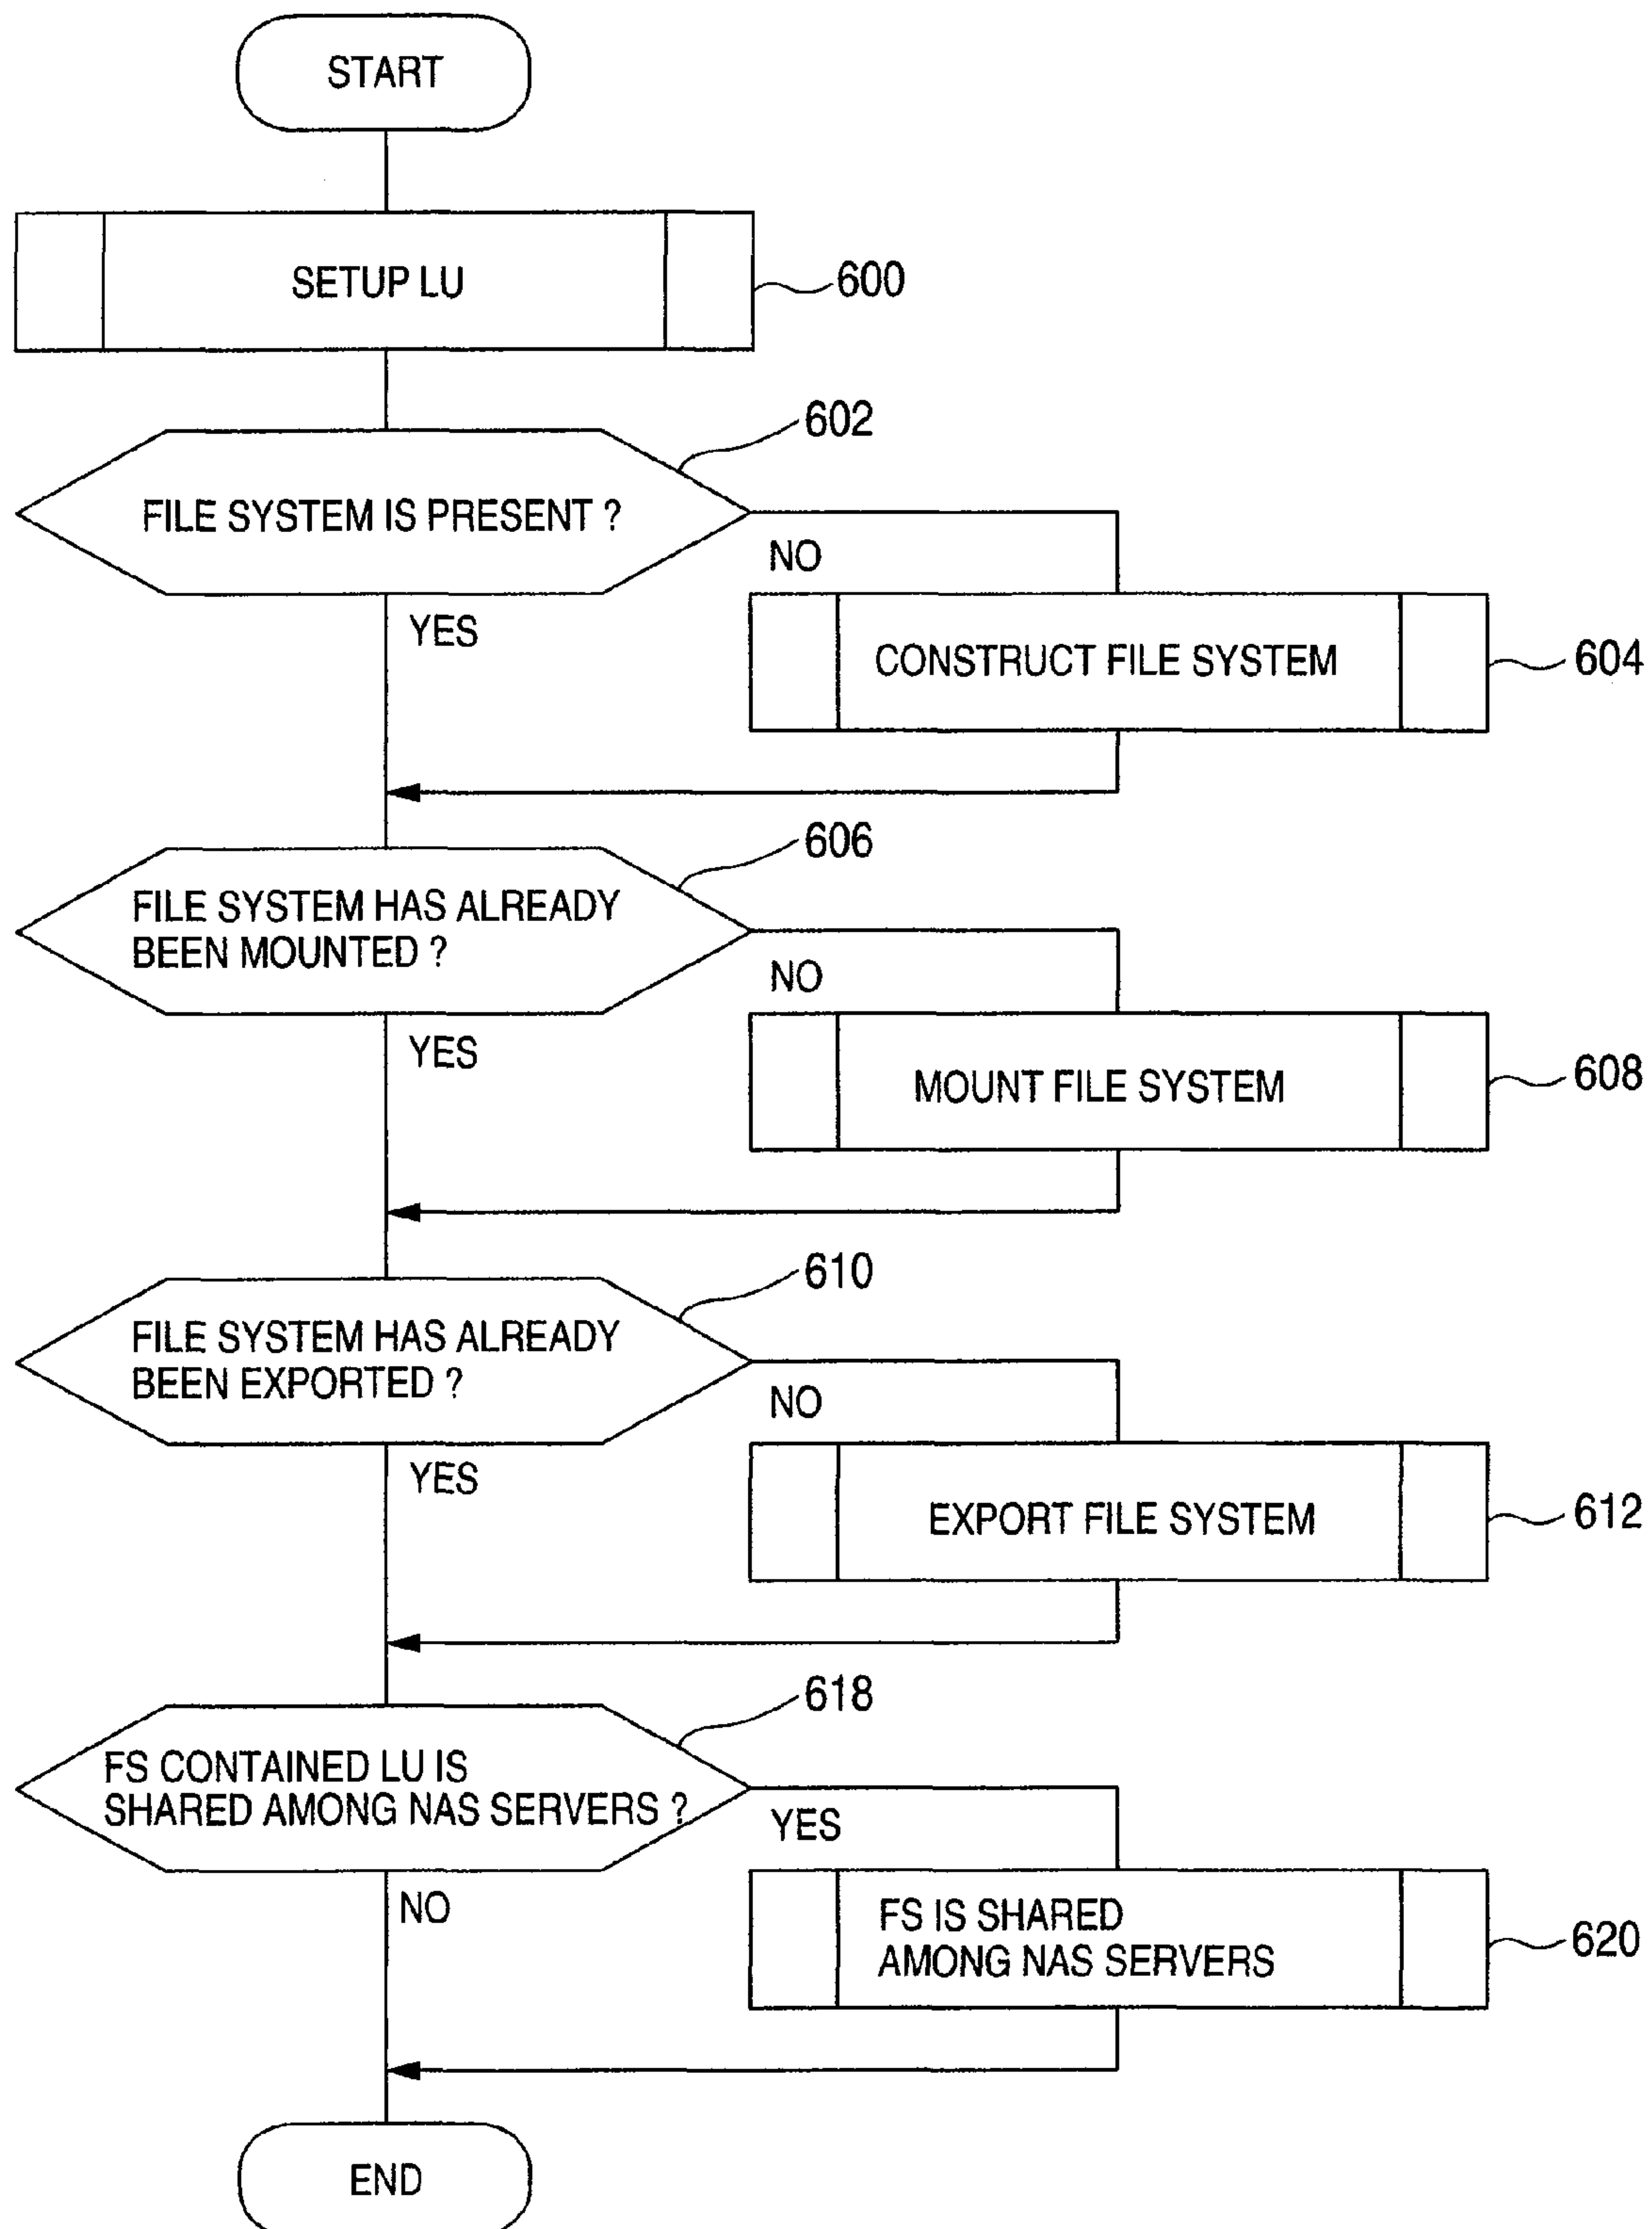 START
SETUP LU
600
602
FILE SYSTEM IS PRESENT ?
NO
YES
CONSTRUCT FILE SYSTEM
604
606
FILE SYSTEM HAS ALREADY
BEEN MOUNTED ?
NO
YES
MOUNT FILE SYSTEM
608
610
FILE SYSTEM HAS ALREADY
BEEN EXPORTED ?
NO
YES
EXPORT FILE SYSTEM
612
618
FS CONTAINED LU IS
SHARED AMONG NAS SERVERS ?
YES
NO
FS IS SHARED
AMONG NAS SERVERS
620
END